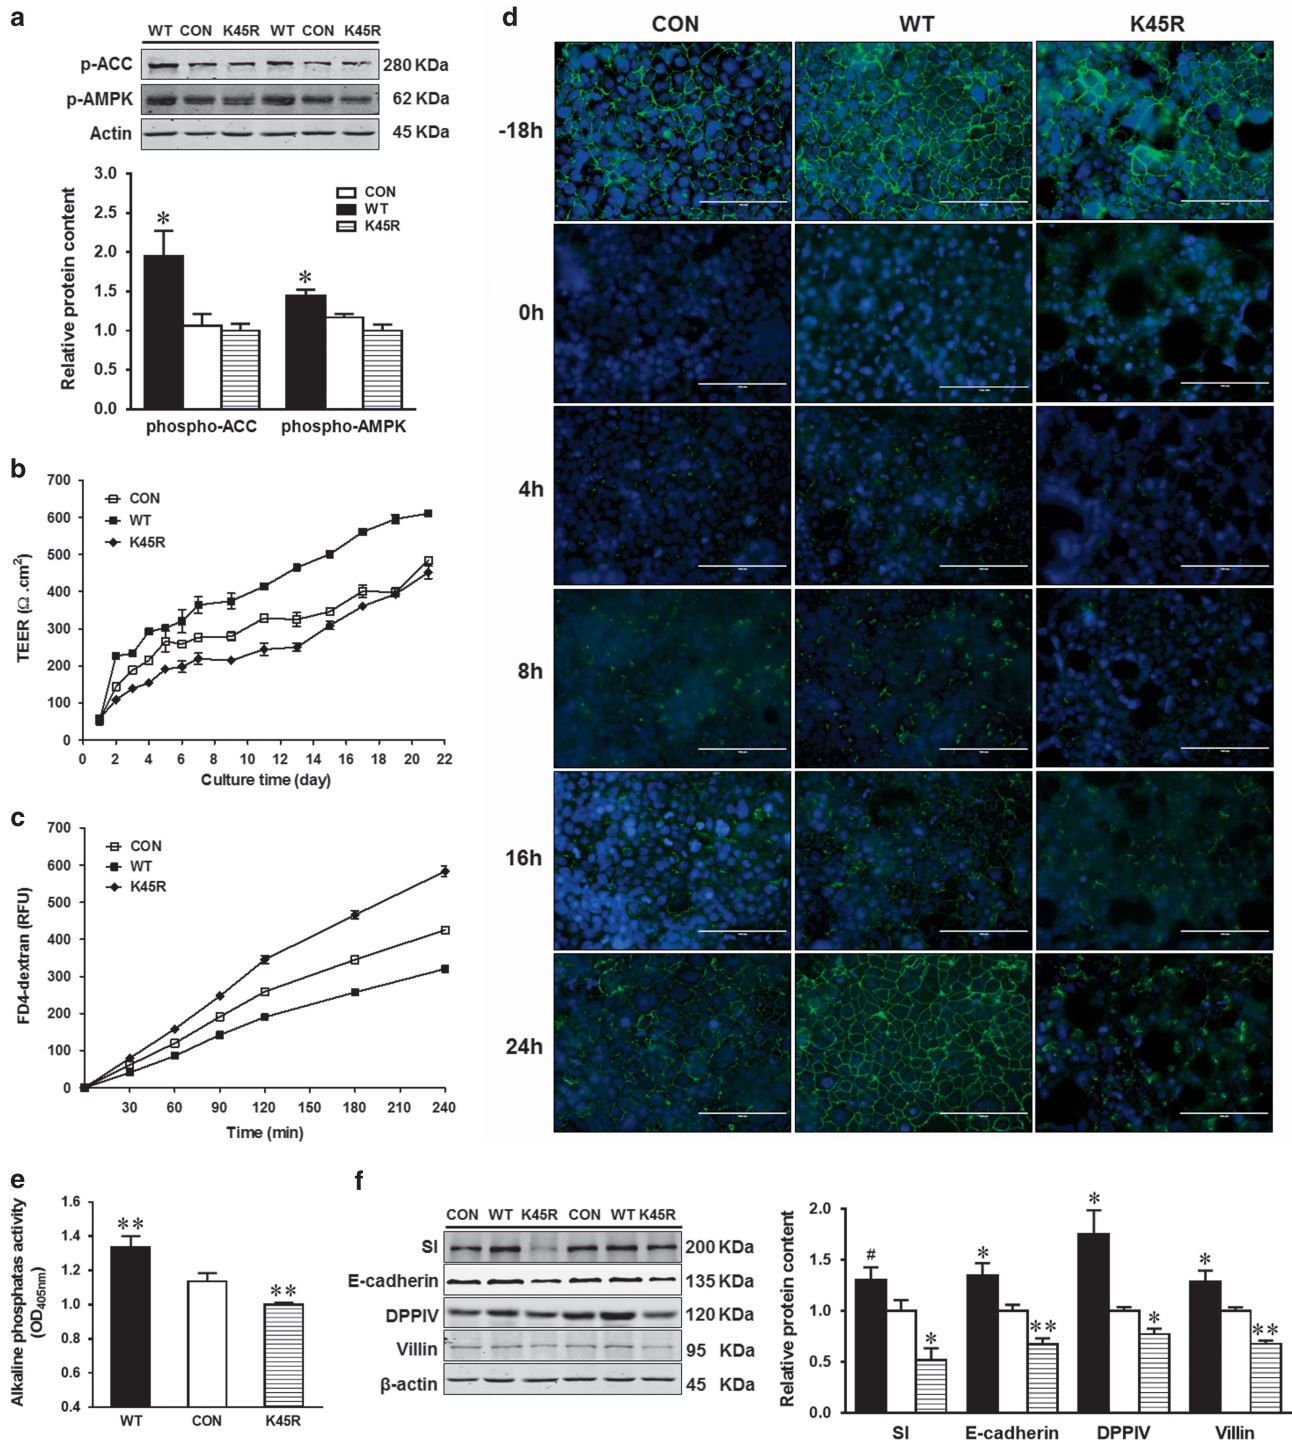 a
WT CON K45R WT CON K45R
p-ACC 280 KDa
p-AMPK 62 KDa
Actin 45 KDa
3.0
2.5
2.0
1.5
1.0
0.5
0.0
Relative protein content
CON
WT
K45R
*
*
phospho-ACC phospho-AMPK
b
700
600
500
400
300
200
100
0
TEER (Ω.cm²)
CON
WT
K45R
0 2 4 6 8 10 12 14 16 18 20 22
Culture time (day)
c
700
600
500
400
300
200
100
0
FD4-dextran (RFU)
CON
WT
K45R
30 60 90 120 150 180 210 240
Time (min)
d
CON WT K45R
-18h
0h
4h
8h
16h
24h
e
1.6
1.4
1.2
1.0
0.8
0.6
0.4
Alkaline phosphatas activity
(OD405nm)
**
**
WT CON K45R
f
CON WT K45R CON WT K45R
SI 200 KDa
E-cadherin 135 KDa
DPPIV 120 KDa
Villin 95 KDa
β-actin 45 KDa
2.0
1.5
1.0
0.5
0.0
Relative protein content
# *
* **
* *
* **
SI E-cadherin DPPIV Villin